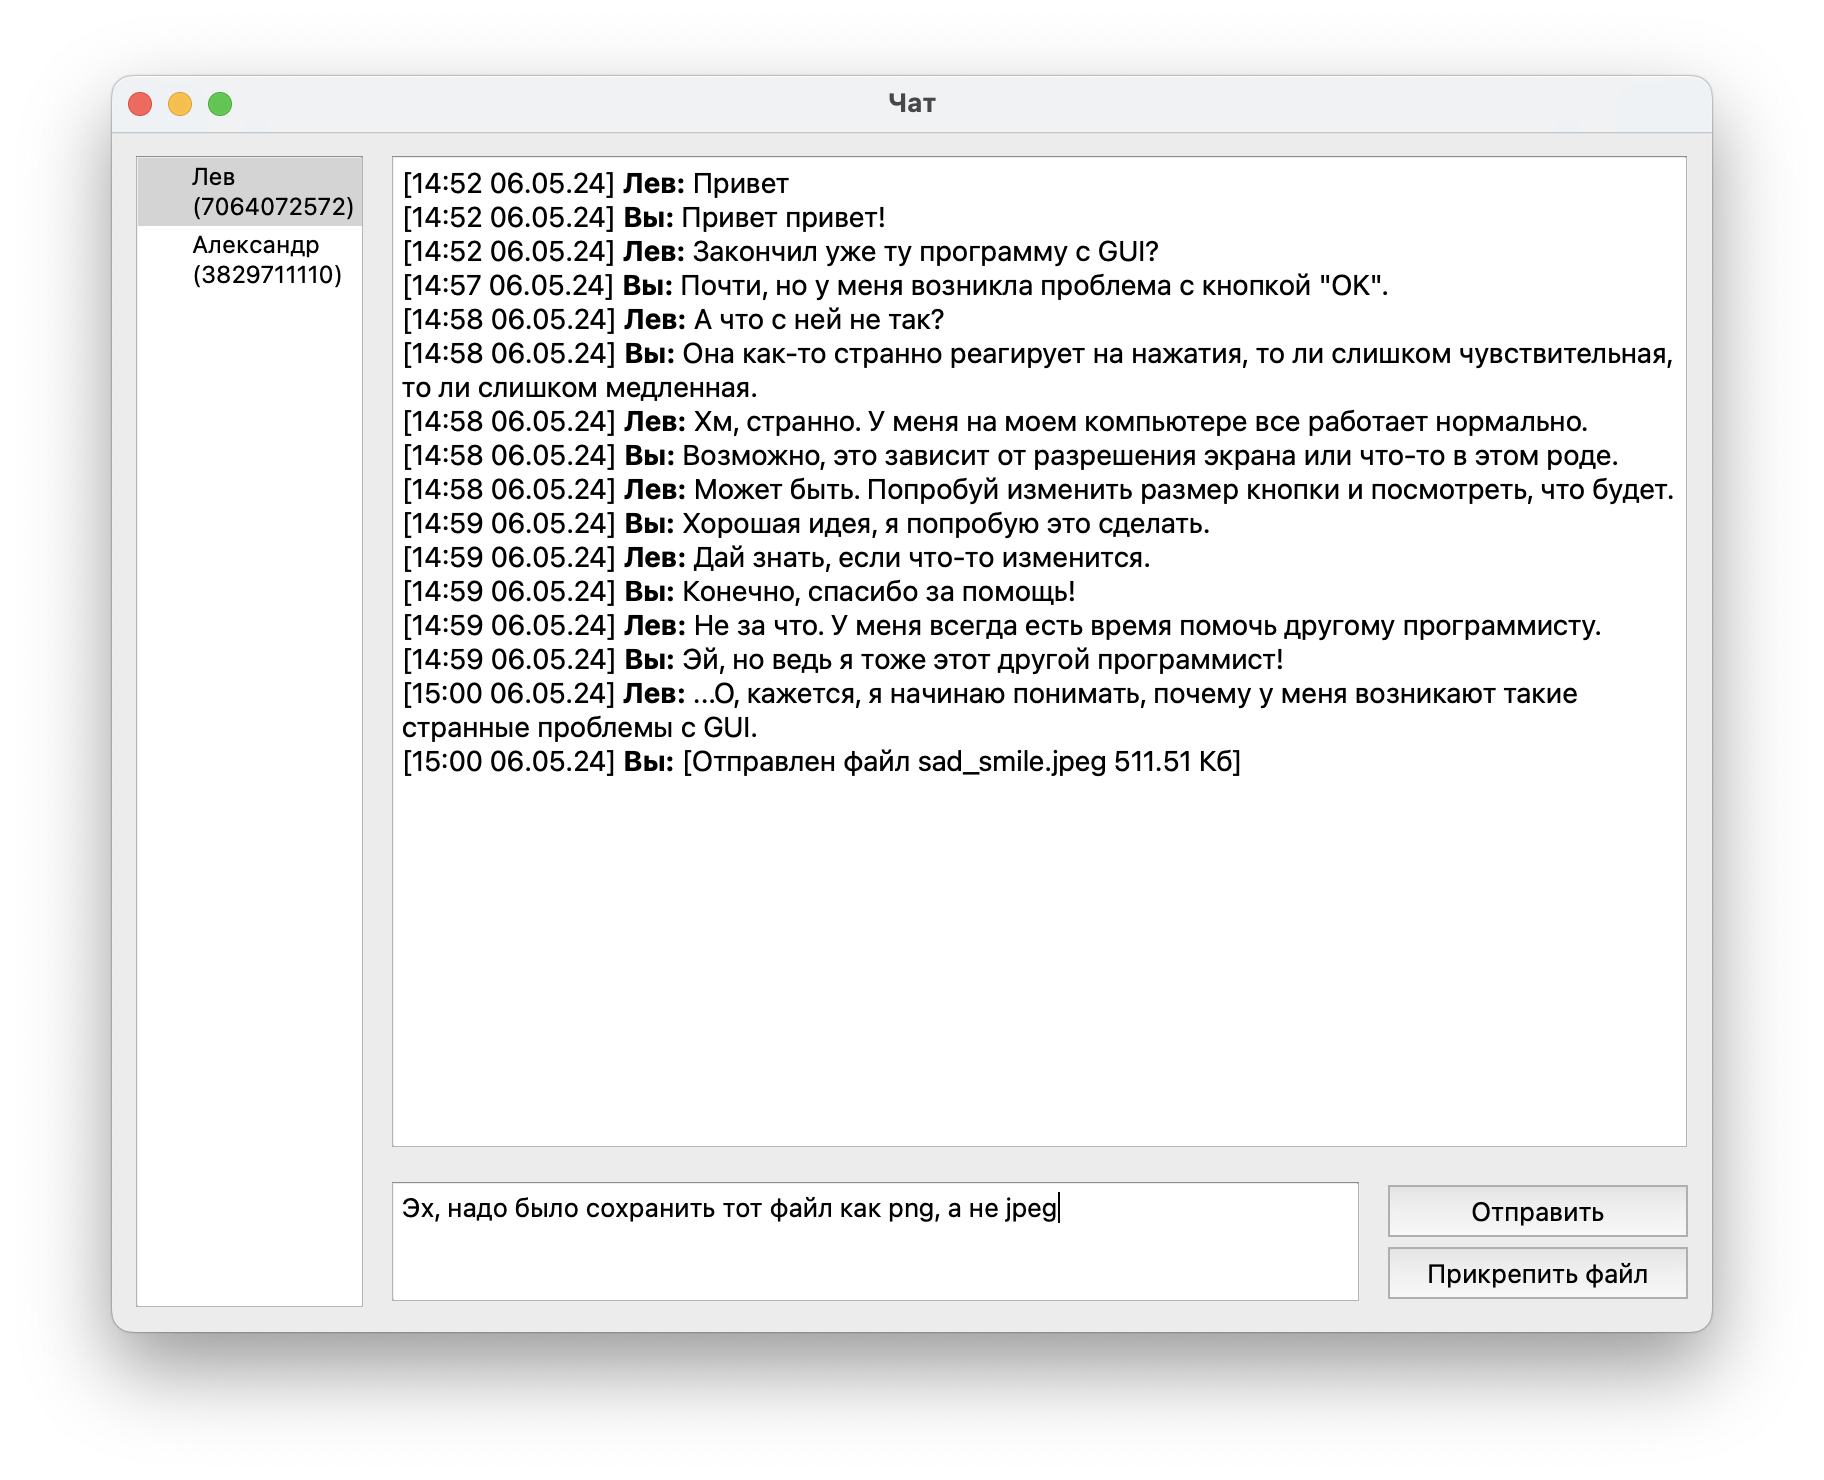 Чат
Лев
(7064072572)
Александр
(3829711110)
[14:52 06.05.24] Лев: Привет
[14:52 06.05.24] Вы: Привет привет!
[14:52 06.05.24] Лев: Закончил уже ту программу с GUI?
[14:57 06.05.24] Вы: Почти, но у меня возникла проблема с кнопкой "OK".
[14:58 06.05.24] Лев: А что с ней не так?
[14:58 06.05.24] Вы: Она как-то странно реагирует на нажатия, то ли слишком чувствительная,
то ли слишком медленная.
[14:58 06.05.24] Лев: Хм, странно. У меня на моем компьютере все работает нормально.
[14:58 06.05.24] Вы: Возможно, это зависит от разрешения экрана или что-то в этом роде.
[14:58 06.05.24] Лев: Может быть. Попробуй изменить размер кнопки и посмотреть, что будет.
[14:59 06.05.24] Вы: Хорошая идея, я попробую это сделать.
[14:59 06.05.24] Лев: Дай знать, если что-то изменится.
[14:59 06.05.24] Вы: Конечно, спасибо за помощь!
[14:59 06.05.24] Лев: Не за что. У меня всегда есть время помочь другому программисту.
[14:59 06.05.24] Вы: Эй, но ведь я тоже этот другой программист!
[15:00 06.05.24] Лев: ...О, кажется, я начинаю понимать, почему у меня возникают такие
странные проблемы с GUI.
[15:00 06.05.24] Вы: [Отправлен файл sad_smile.jpeg 511.51 Кб]
Эх, надо было сохранить тот файл как png, а не jpeg
Отправить
Прикрепить файл